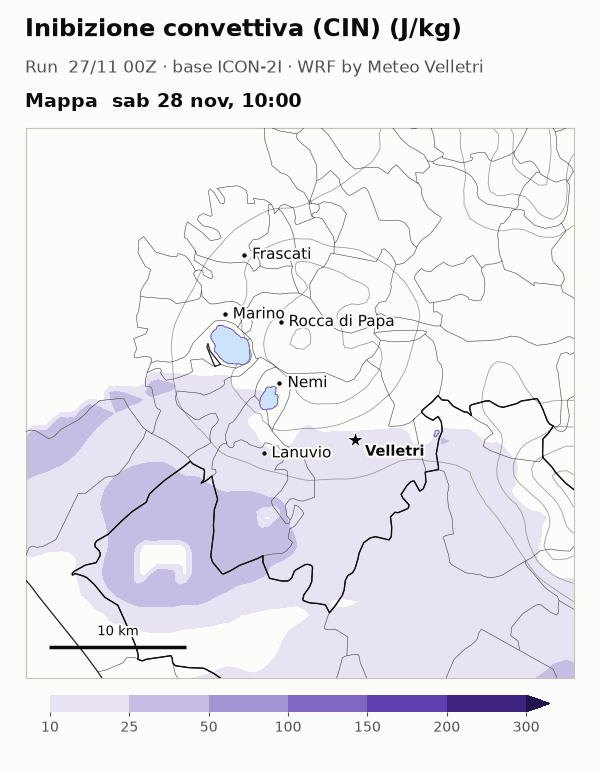 Inibizione convettiva (CIN) (J/kg)
Run  27/11 00Z · base ICON-2I · WRF by Meteo Velletri
Mappa  sab 28 nov, 10:00
Frascati
Marino
Rocca di Papa
Nemi
Velletri
Lanuvio
10 km
10 25 50 100 150 200 300